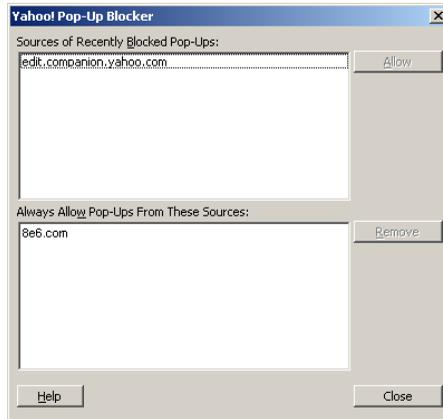 Yahoo! Pop-Up Blocker
Sources of Recently Blocked Pop-Ups:
edit.companion.yahoo.com
Allow
Always Allow Pop-Ups From These Sources:
8e6.com
Remove
Help
Close